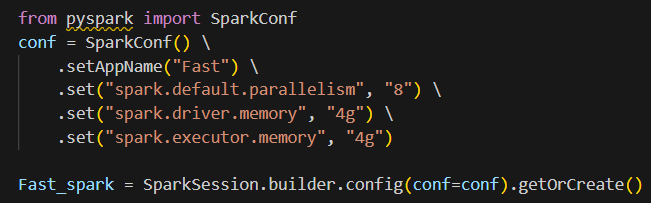 from pyspark import SparkConf
conf = SparkConf() \
    .setAppName("Fast") \
    .set("spark.default.parallelism", "8") \
    .set("spark.driver.memory", "4g") \
    .set("spark.executor.memory", "4g")
Fast_spark = SparkSession.builder.config(conf=conf).getOrCreate()